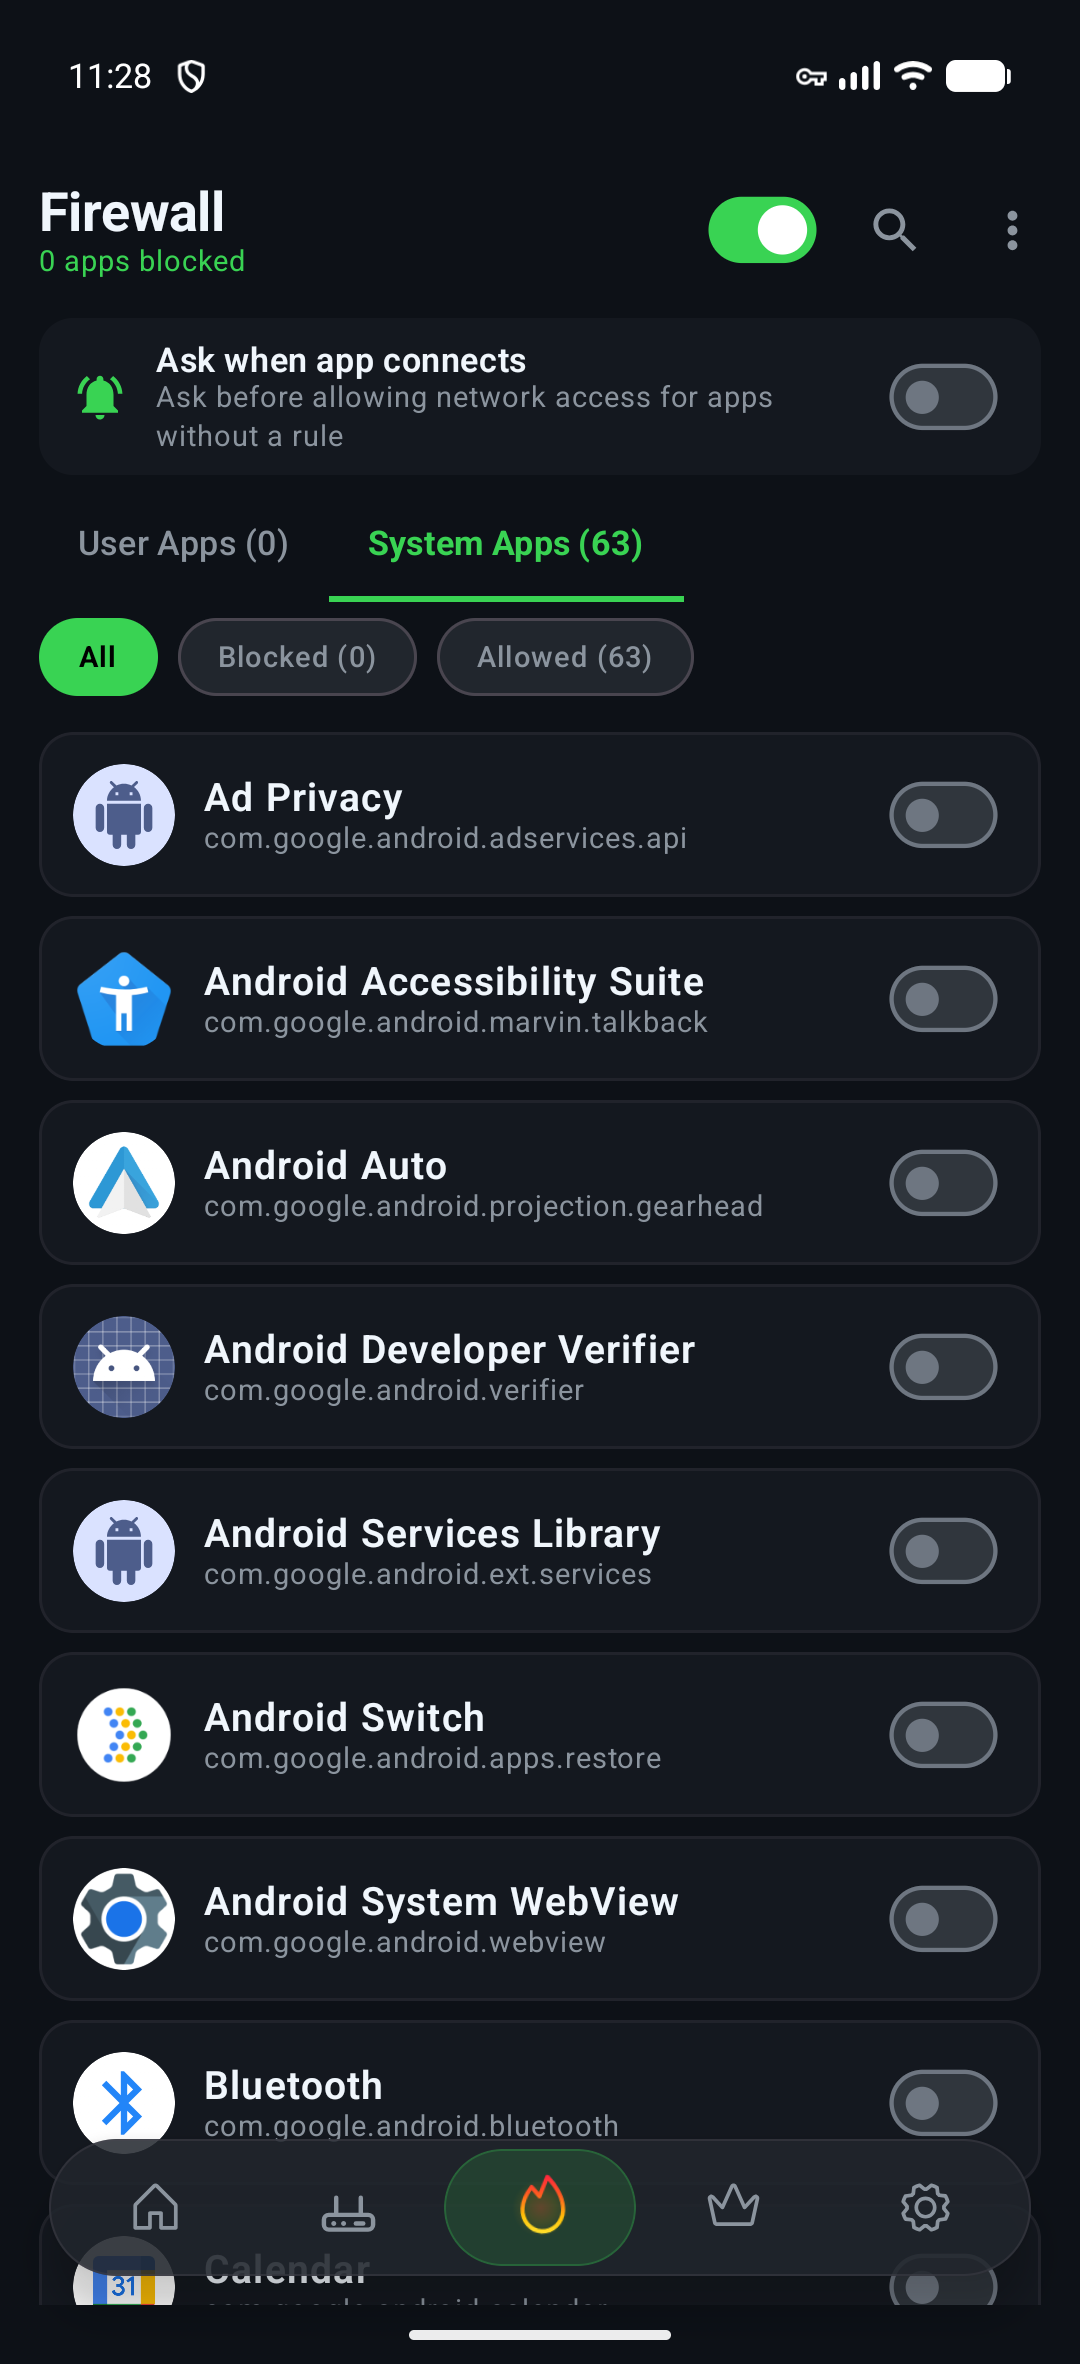 11:28
Firewall
0 apps blocked
Ask when app connects
Ask before allowing network access for apps
without a rule
User Apps (0)
System Apps (63)
All
Blocked (0)
Allowed (63)
Ad Privacy
com.google.android.adservices.api
Android Accessibility Suite
com.google.android.marvin.talkback
Android Auto
com.google.android.projection.gearhead
Android Developer Verifier
com.google.android.verifier
Android Services Library
com.google.android.ext.services
Android Switch
com.google.android.apps.restore
Android System WebView
com.google.android.webview
Bluetooth
com.google.android.bluetooth
Calendar
31